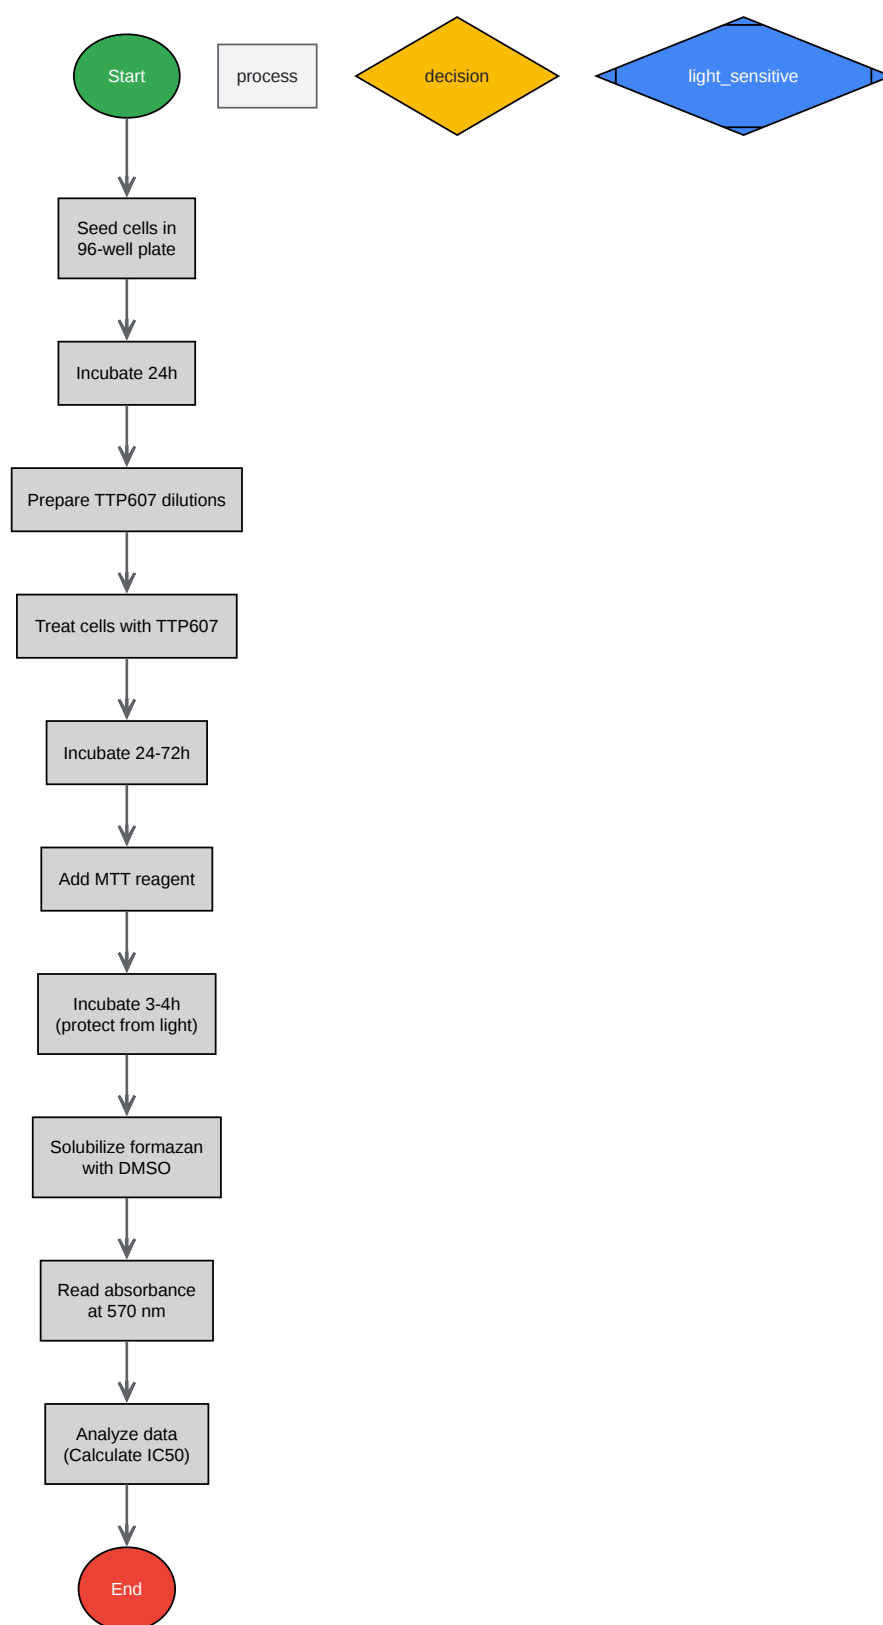 Start
process
decision
light_sensitive
Seed cells in
96-well plate
Incubate 24h
Prepare TTP607 dilutions
Treat cells with TTP607
Incubate 24-72h
Add MTT reagent
Incubate 3-4h
(protect from light)
Solubilize formazan
with DMSO
Read absorbance
at 570 nm
Analyze data
(Calculate IC50)
End